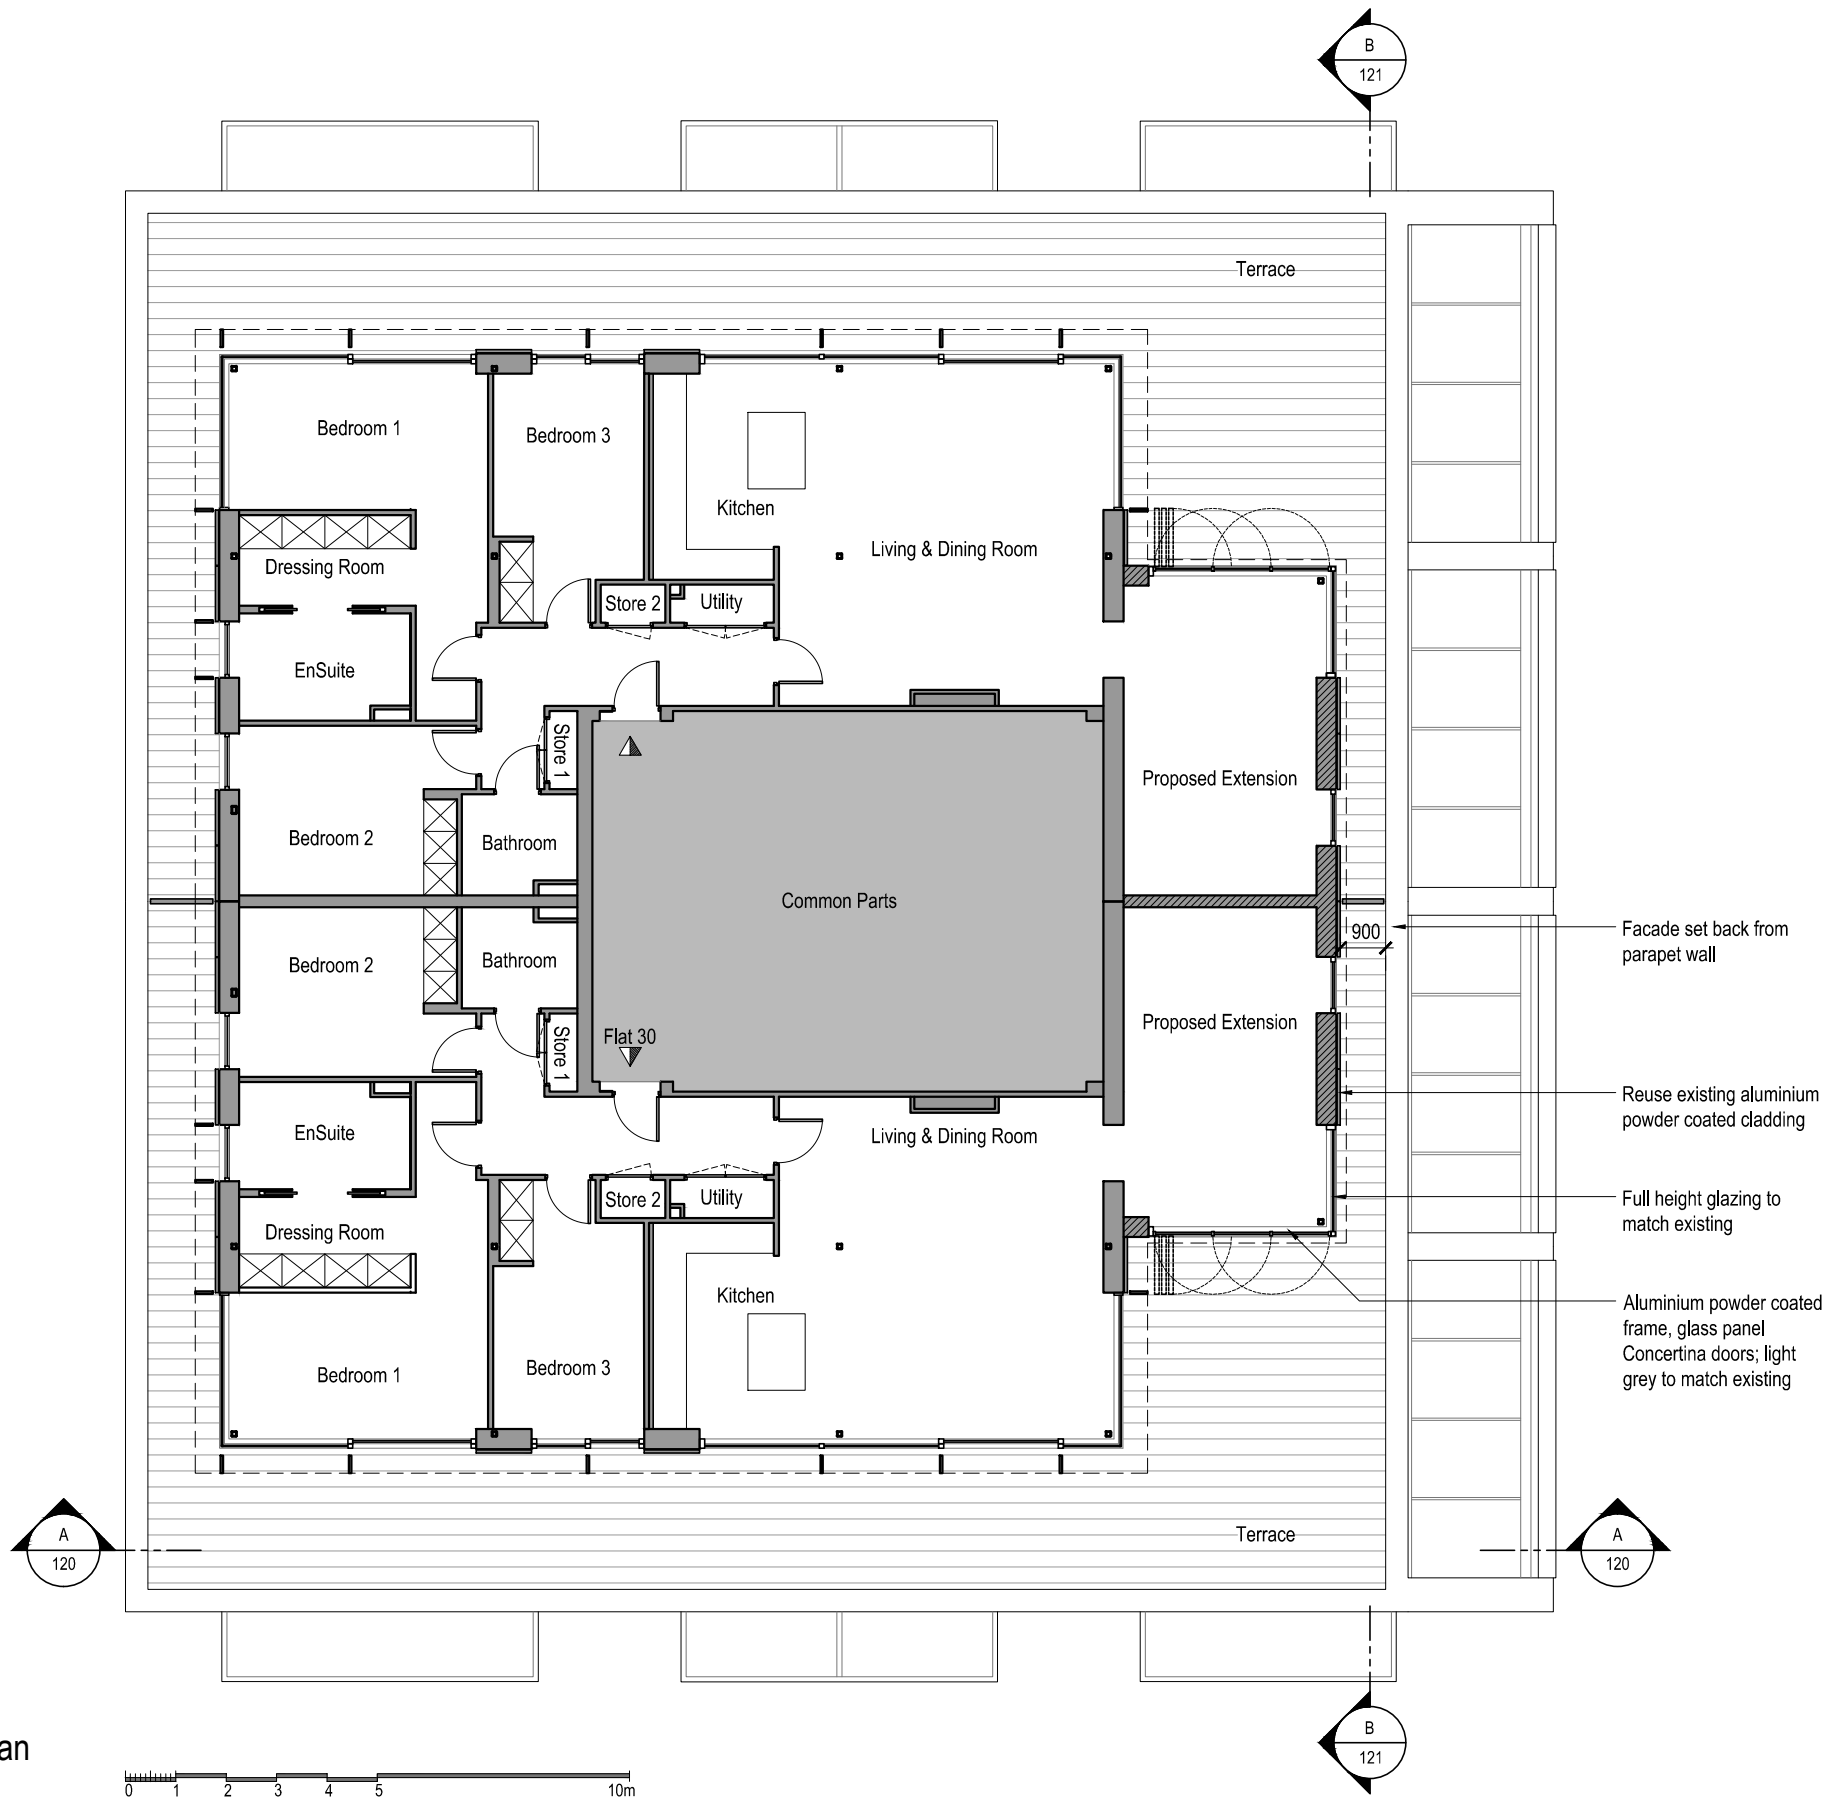 B
121
Terrace
Bedroom 1
Bedroom 3
Kitchen
Living & Dining Room
Dressing Room
Store 2
Utility
EnSuite
Store 1
Proposed Extension
Bedroom 2
Bathroom
Common Parts
900
Facade set back from
parapet wall
Bedroom 2
Bathroom
Flat 30
Store 1
Proposed Extension
Reuse existing aluminium
powder coated cladding
EnSuite
Living & Dining Room
Store 2
Utility
Full height glazing to
match existing
Dressing Room
Kitchen
Aluminium powder coated
frame, glass panel
Concertina doors; light
grey to match existing
Bedroom 1
Bedroom 3
Terrace
A
120
A
120
B
121
an
0 1 2 3 4 5 10m